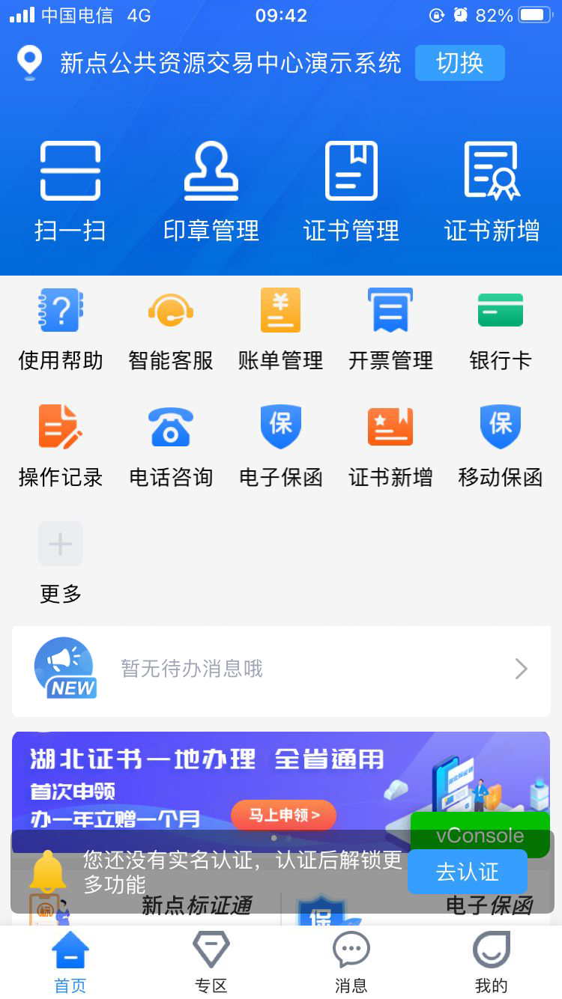 中国电信 4G 09:42 82%
新点公共资源交易中心演示系统 切换
扫一扫 印章管理 证书管理 证书新增
?
¥
使用帮助 智能客服 账单管理 开票管理 银行卡
保 保
操作记录 电话咨询 电子保函 证书新增 移动保函
更多
NEW 暂无待办消息哦
湖北证书一地办理 全省通用
首次申领
办一年立赠一个月 马上申领>
vConsole
您还没有实名认证，认证后解锁更
多功能
去认证
新点标证通 电子保函
标 保
首页 专区 消息 我的